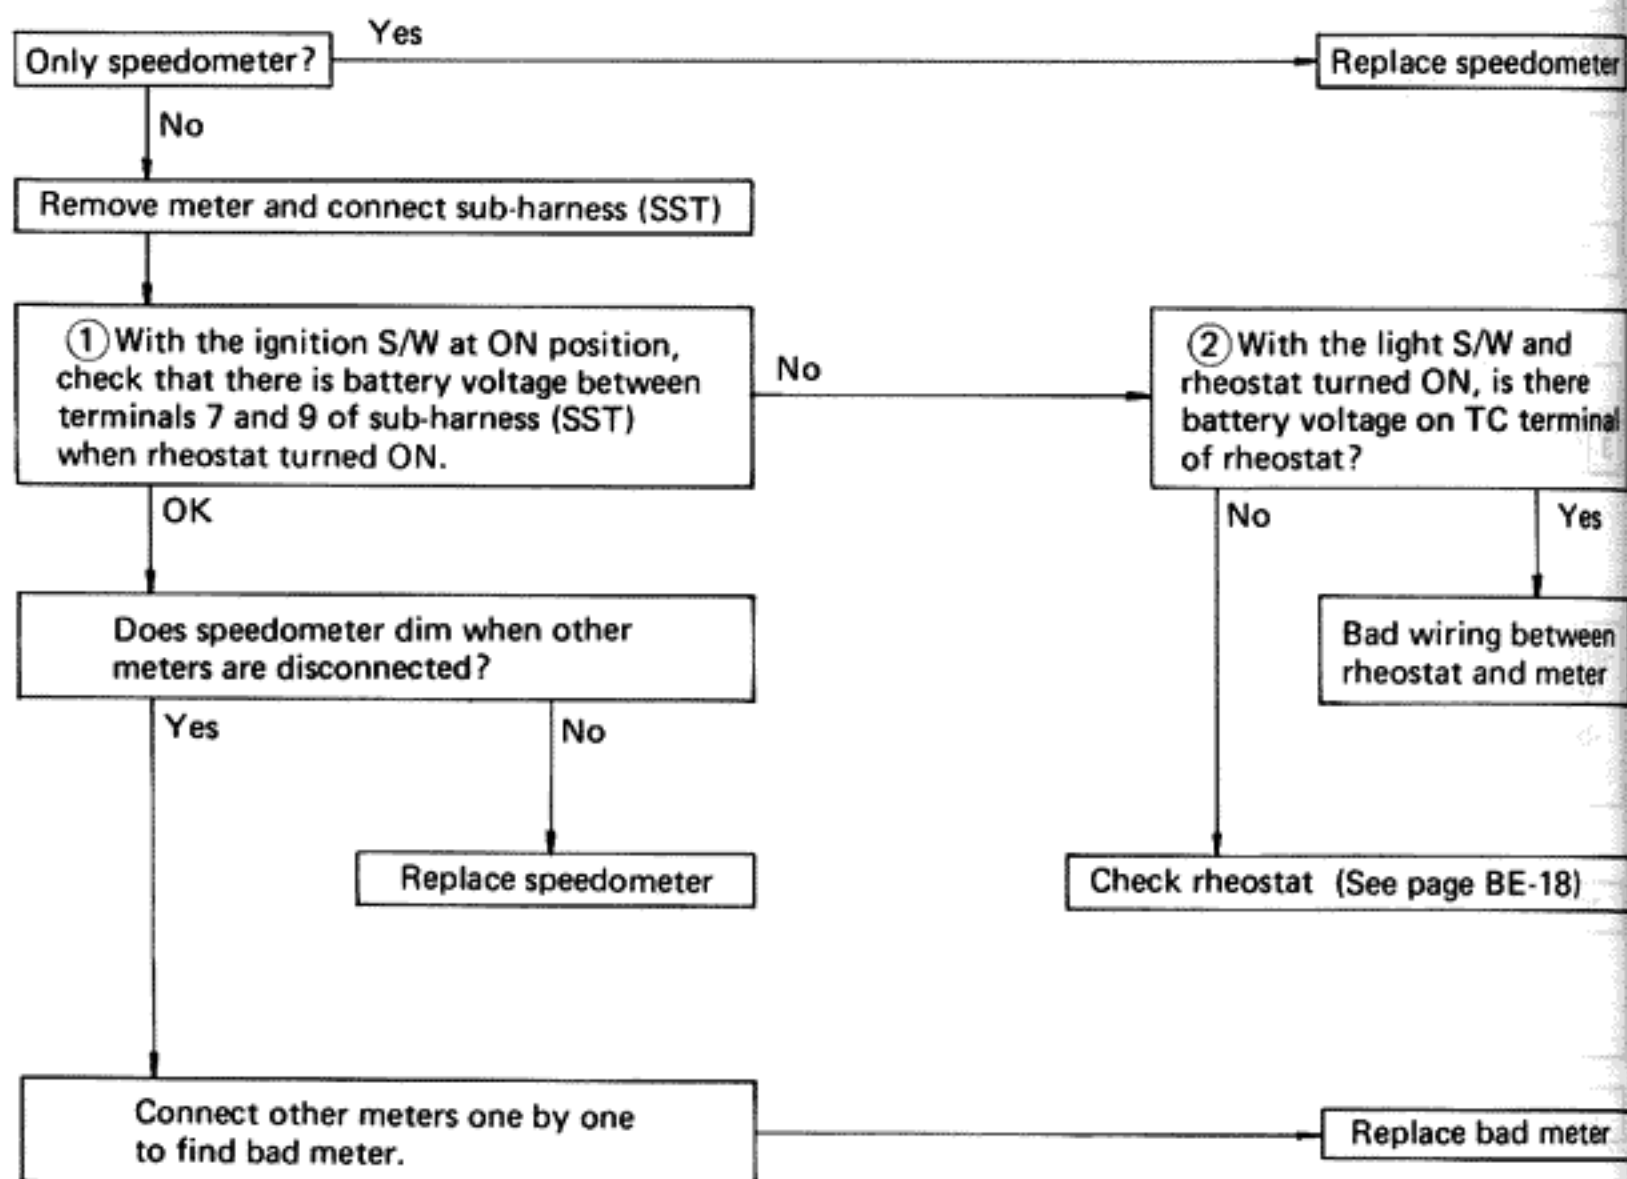 Yes
Only speedometer?
Replace speedometer
No
Remove meter and connect sub-harness (SST)
① With the ignition S/W at ON position,
check that there is battery voltage between
terminals 7 and 9 of sub-harness (SST)
when rheostat turned ON.
No
② With the light S/W and
rheostat turned ON, is there
battery voltage on TC terminal
of rheostat?
OK
No
Yes
Does speedometer dim when other
meters are disconnected?
Bad wiring between
rheostat and meter
Yes
No
Replace speedometer
Check rheostat (See page BE-18)
Connect other meters one by one
to find bad meter.
Replace bad meter